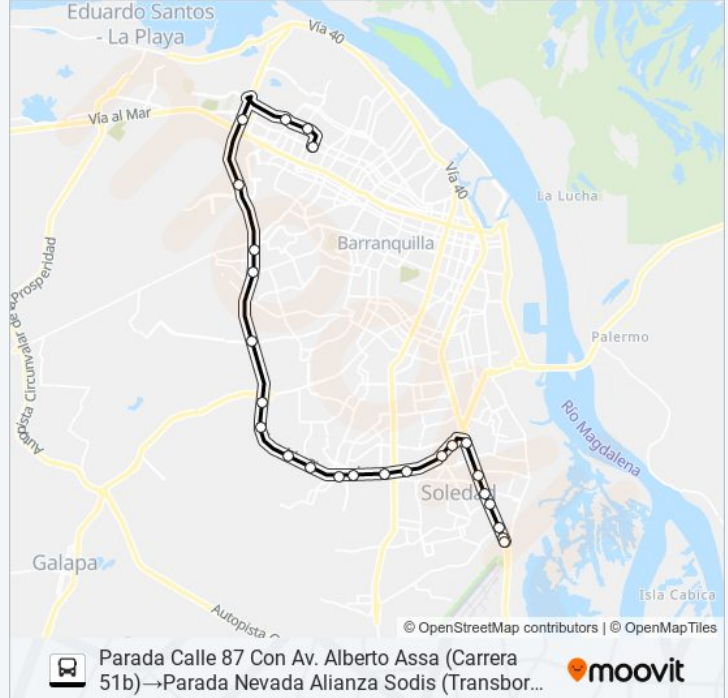 Eduardo Santos
- La Playa
Vía 40
Vía al Mar
Vía 40
La Lucha
Barranquilla
Autopista Circunvalar de la Prosperidad
Palermo
Río Magdalena
Soledad
Galapa
Isla Cabica
Autopista C
© OpenStreetMap contributors | © OpenMapTiles
Parada Calle 87 Con Av. Alberto Assa (Carrera
51b)→Parada Nevada Alianza Sodis (Transbor...
moovit